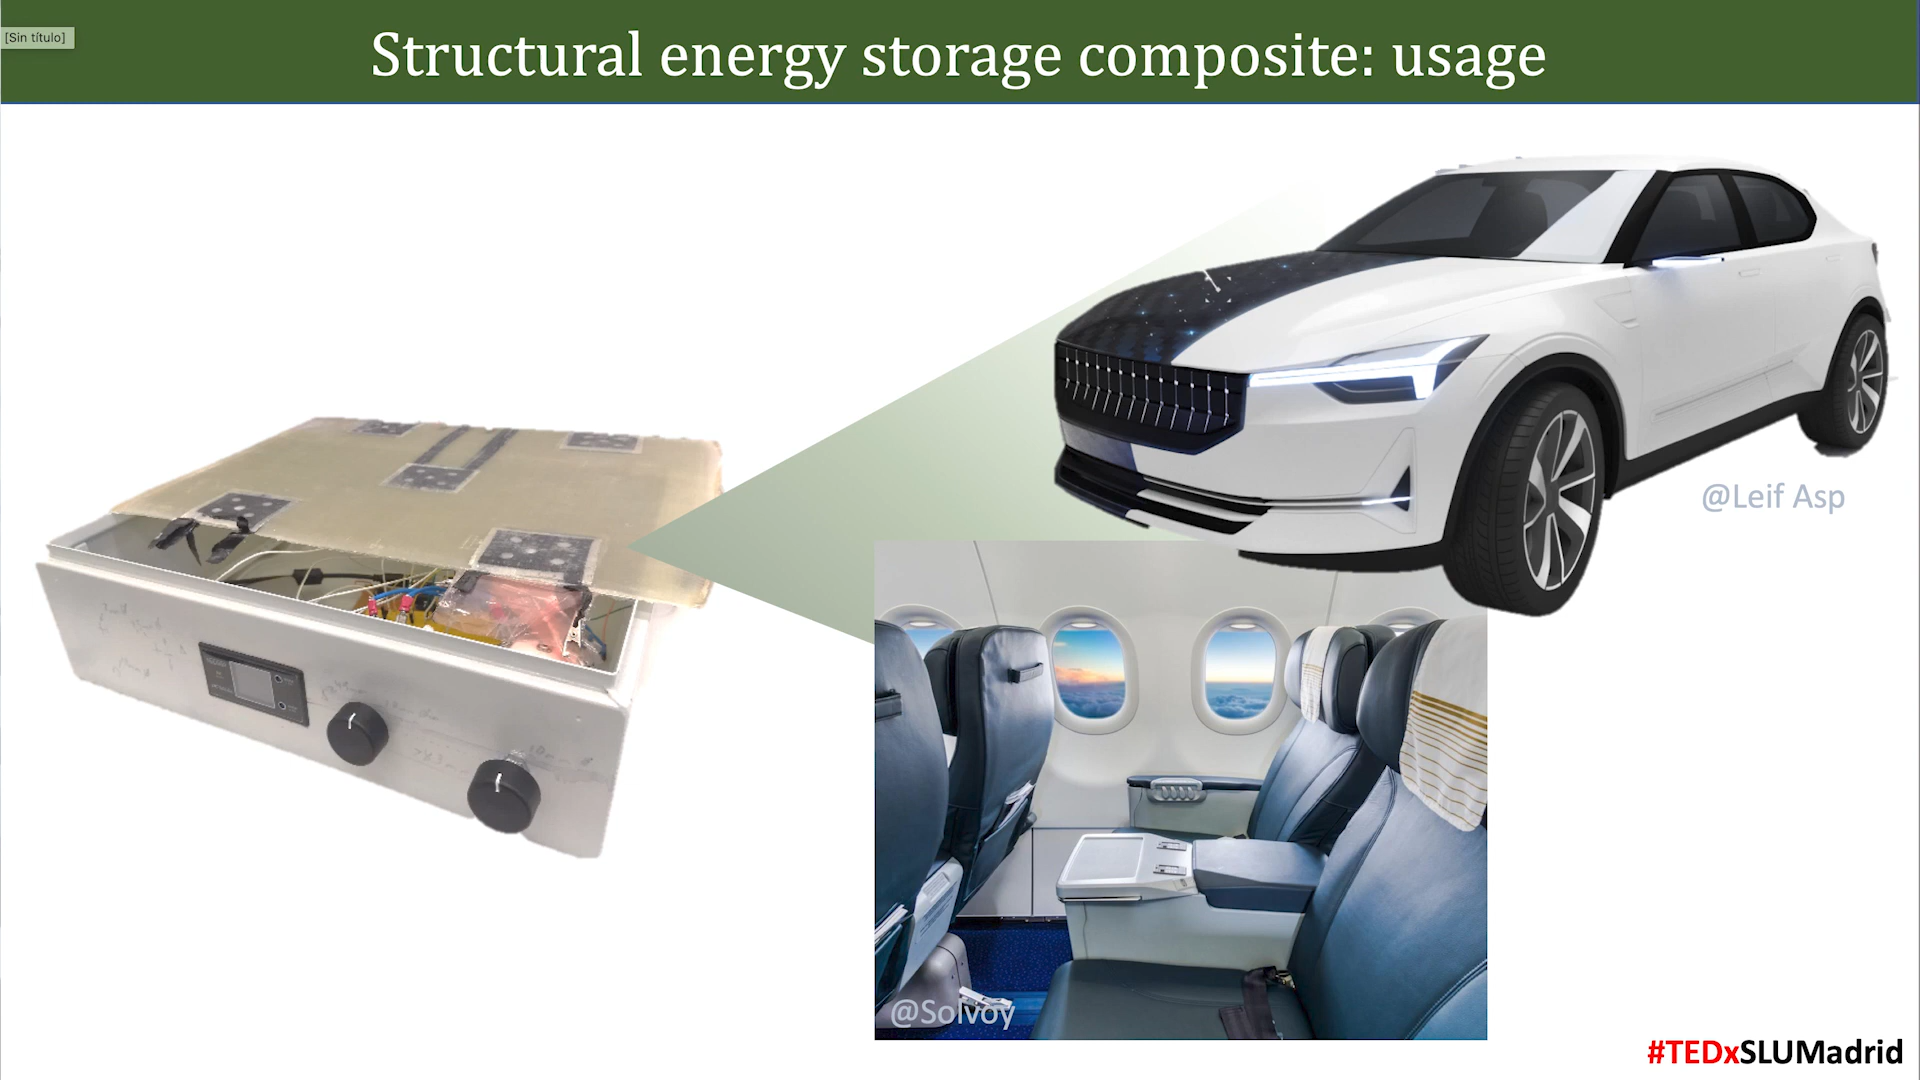 [Sin título]
Structural energy storage composite: usage
@Leif Asp
@Solvoy
#TEDxSLUMadrid